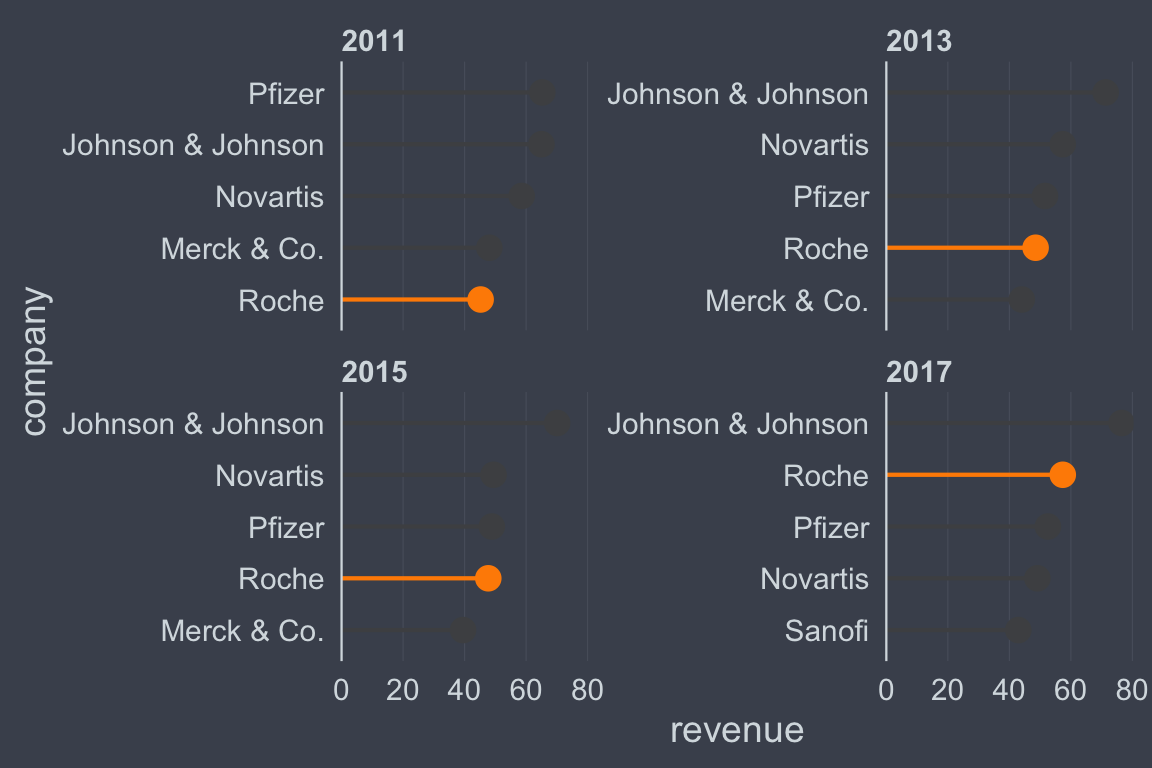 2011
Pfizer
Johnson & Johnson
Novartis
Merck & Co.
Roche
2013
Johnson & Johnson
Novartis
Pfizer
Roche
Merck & Co.
company
2015
Johnson & Johnson
Novartis
Pfizer
Roche
Merck & Co.
0 20 40 60 80
2017
Johnson & Johnson
Roche
Pfizer
Novartis
Sanofi
0 20 40 60 80
revenue